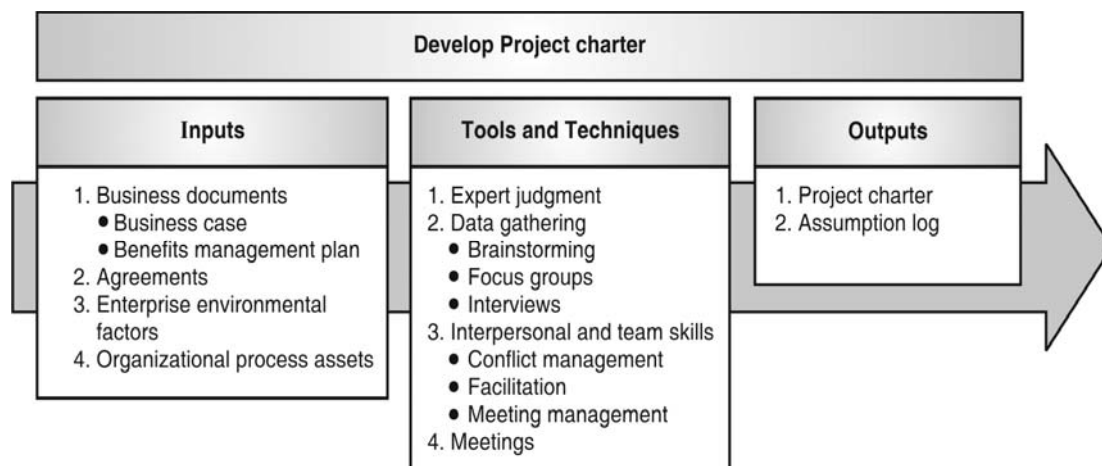 Develop Project charter
Inputs
1. Business documents
● Business case
● Benefits management plan
2. Agreements
3. Enterprise environmental
factors
4. Organizational process assets
Tools and Techniques
1. Expert judgment
2. Data gathering
● Brainstorming
● Focus groups
● Interviews
3. Interpersonal and team skills
● Conflict management
● Facilitation
● Meeting management
4. Meetings
Outputs
1. Project charter
2. Assumption log